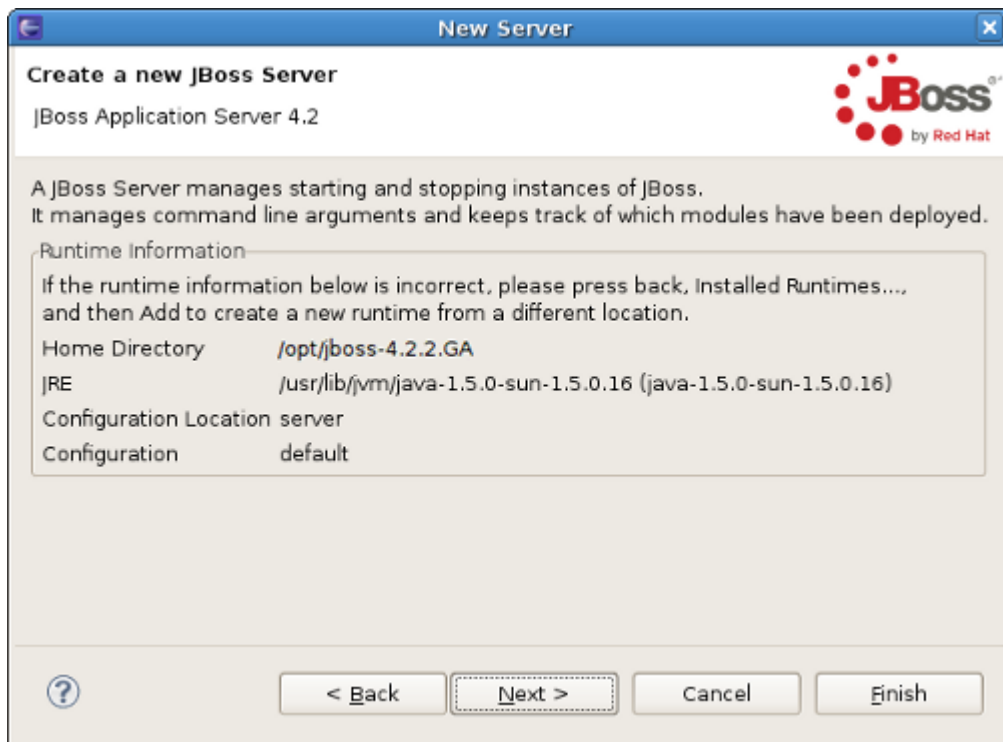 New Server
Create a new JBoss Server
JBoss Application Server 4.2
JBoss
by Red Hat
A JBoss Server manages starting and stopping instances of JBoss.
It manages command line arguments and keeps track of which modules have been deployed.
Runtime Information
If the runtime information below is incorrect, please press back, Installed Runtimes...,
and then Add to create a new runtime from a different location.
Home Directory /opt/jboss-4.2.2.GA
JRE /usr/lib/jvm/java-1.5.0-sun-1.5.0.16 (java-1.5.0-sun-1.5.0.16)
Configuration Location server
Configuration default
? < Back Next > Cancel Finish